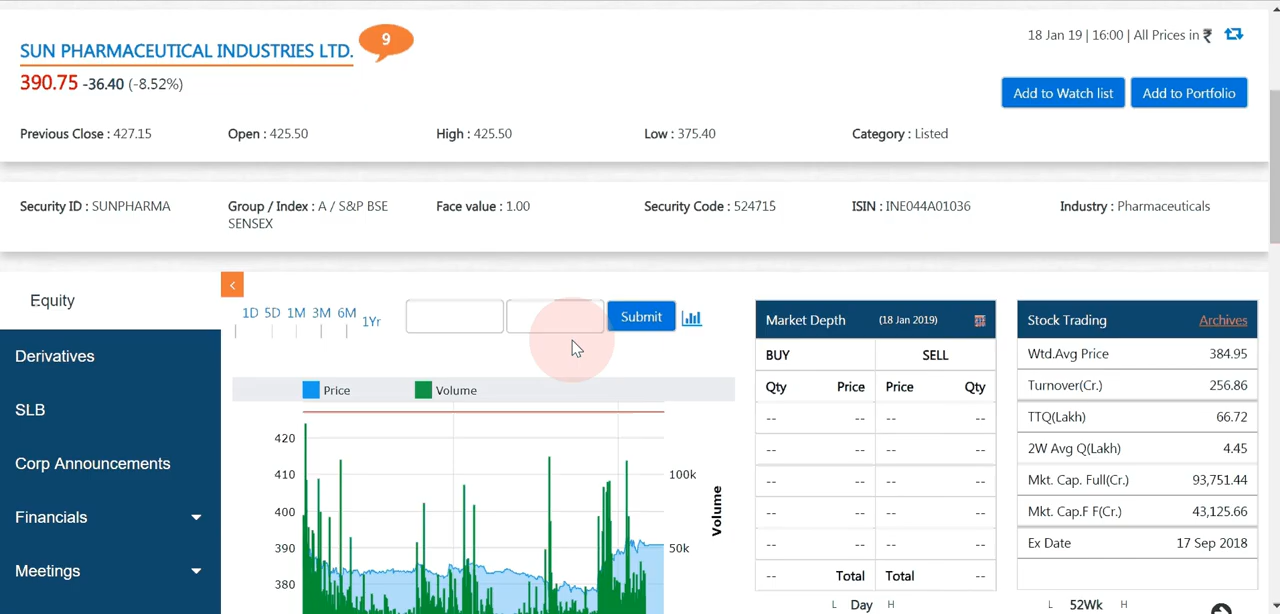 SUN PHARMACEUTICAL INDUSTRIES LTD. 9
18 Jan 19 | 16:00 | All Prices in ₹
390.75 -36.40 (-8.52%)
Add to Watch list Add to Portfolio
Previous Close : 427.15 Open : 425.50 High : 425.50 Low : 375.40 Category : Listed
Security ID : SUNPHARMA Group / Index : A / S&P BSE SENSEX Face value : 1.00 Security Code : 524715 ISIN : INE044A01036 Industry : Pharmaceuticals
Equity
Derivatives
SLB
Corp Announcements
Financials
Meetings
1D 5D 1M 3M 6M 1Yr
Submit
Price Volume
420
410
400
390
380
100k
50k
Volume
Market Depth (18 Jan 2019)
BUY SELL
Qty Price Price Qty
-- -- -- --
-- -- -- --
-- -- -- --
-- -- -- --
-- -- -- --
-- Total Total --
L Day H
Stock Trading Archives
Wtd.Avg Price 384.95
Turnover(Cr.) 256.86
TTQ(Lakh) 66.72
2W Avg Q(Lakh) 4.45
Mkt. Cap. Full(Cr.) 93,751.44
Mkt. Cap.F F(Cr.) 43,125.66
Ex Date 17 Sep 2018
L 52Wk H